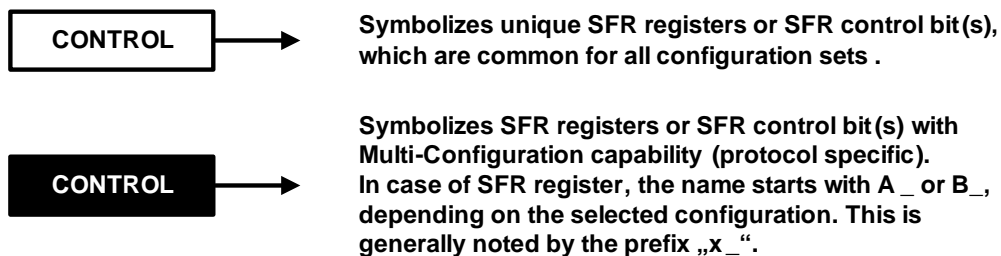 CONTROL
Symbolizes unique SFR registers or SFR control bit(s),
which are common for all configuration sets .
CONTROL
Symbolizes SFR registers or SFR control bit(s) with
Multi-Configuration capability (protocol specific).
In case of SFR register, the name starts with A _ or B_,
depending on the selected configuration. This is
generally noted by the prefix „x _“.